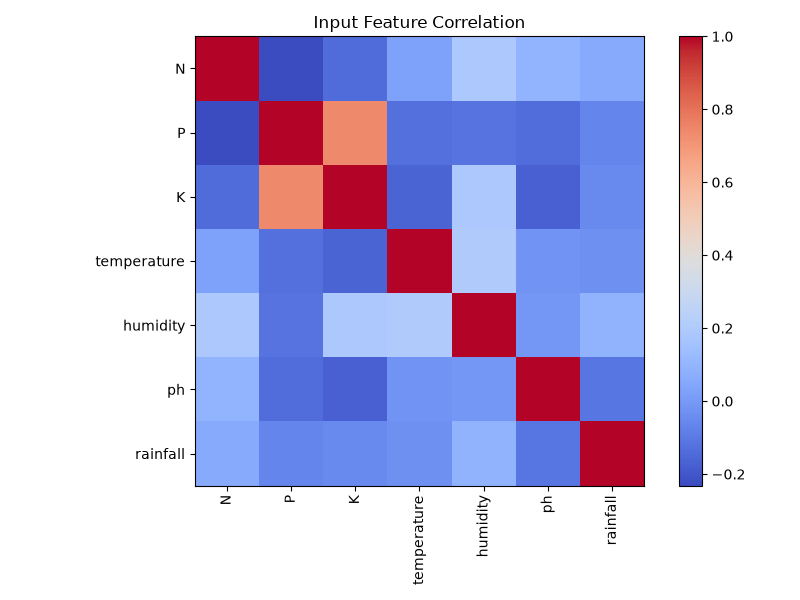 Input Feature Correlation
N
P
K
temperature
humidity
ph
rainfall
N
P
K
temperature
humidity
ph
rainfall
1.0
0.8
0.6
0.4
0.2
0.0
−0.2